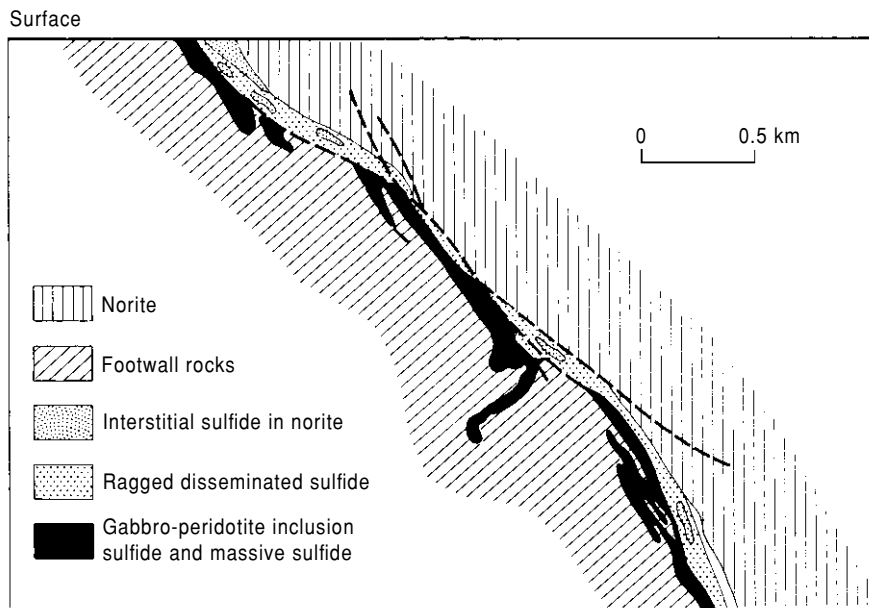 Surface
0 0.5 km
Norite
Footwall rocks
Interstitial sulfide in norite
Ragged disseminated sulfide
Gabbro-peridotite inclusion
sulfide and massive sulfide